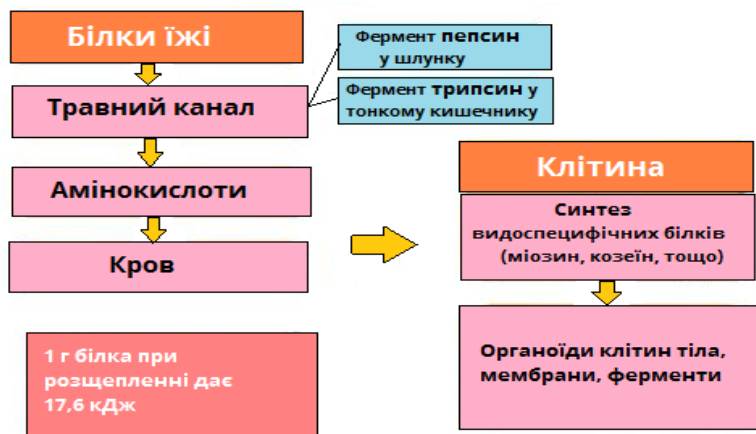 Білки їжі
Фермент пепсин
у шлунку
Травний канал
Фермент трипсин у
тонкому кишечнику
Амінокислоти
Кров
1 г білка при
розщепленні дає
17,6 кДж
Клітина
Синтез
видоспецифічних білків
(міозин, козеїн, тощо)
Органоїди клітин тіла,
мембрани, ферменти